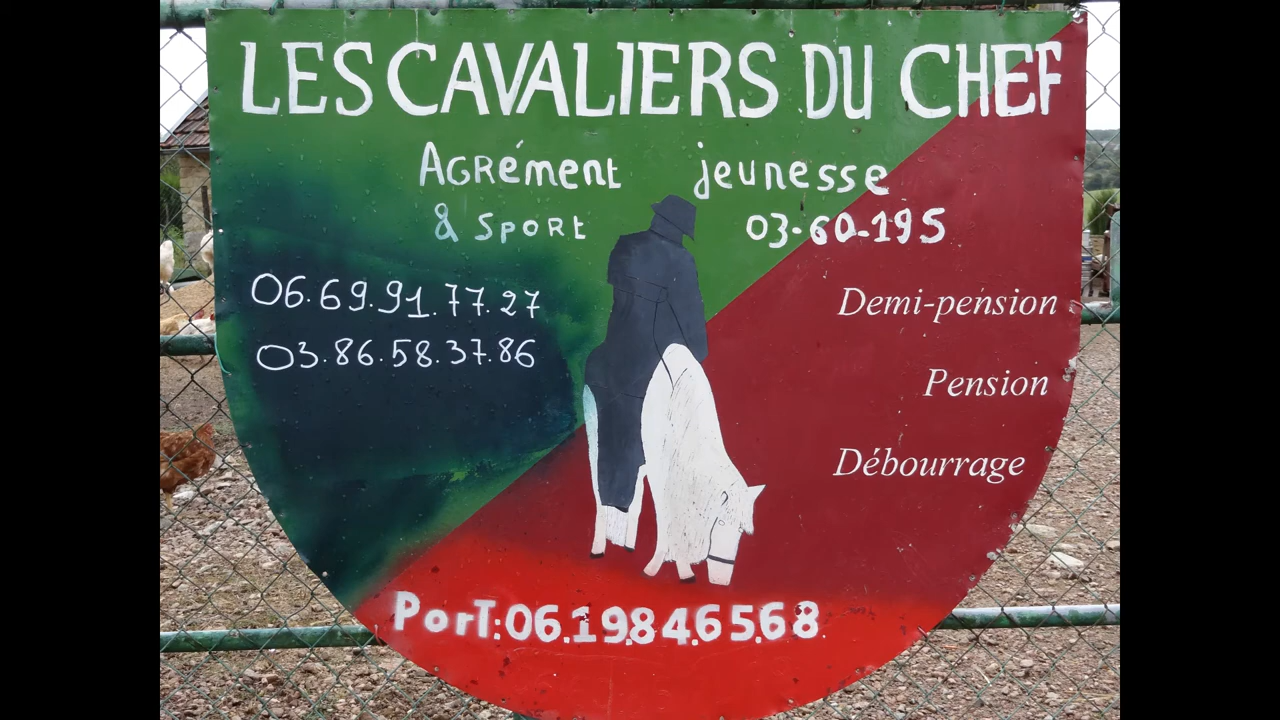 LES CAVALIERS DU CHEF
AGRément jeunesse
& SPORT 03-60-195
06.69.91.77.27
03.86.58.37.86
Demi-pension
Pension
Débourrage
PorT:06.19.84.65.68.